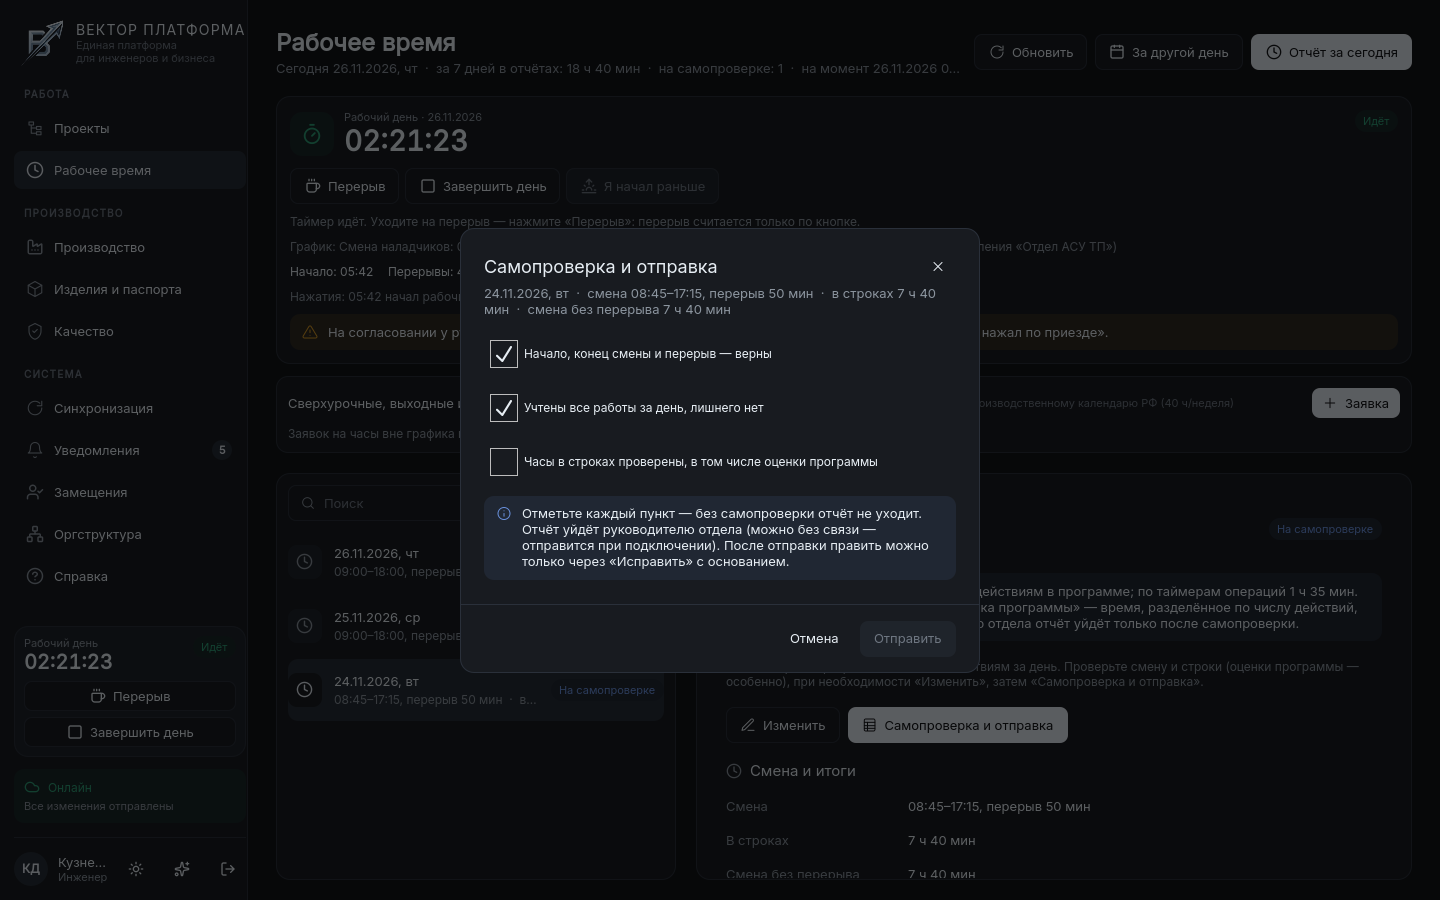 ВЕКТОР ПЛАТФОРМА
Единая платформа
для инженеров и бизнеса
РАБОТА
Проекты
Рабочее время
ПРОИЗВОДСТВО
Производство
Изделия и паспорта
Качество
СИСТЕМА
Синхронизация
Уведомления
5
Замещения
Оргструктура
Справка
Рабочий день
Идёт
02:21:23
Перерыв
Завершить день
Онлайн
Все изменения отправлены
КД
Кузне...
Инженер
Рабочее время
Сегодня 26.11.2026, чт · за 7 дней в отчётах: 18 ч 40 мин · на самопроверке: 1 · на момент 26.11.2026 0...
Обновить
За другой день
Отчёт за сегодня
Рабочий день · 26.11.2026
02:21:23
Идёт
Перерыв
Завершить день
Я начал раньше
Таймер идёт. Уходите на перерыв — нажмите «Перерыв»: перерыв считается только по кнопке.
График: Смена наладчиков:
«Отдел АСУ ТП»)
Начало: 05:42 Перерывы:
Нажатия: 05:42 начал
На согласовании у
нажал по приезде».
Сверхурочные, выходные
календарю РФ (40 ч/неделя)
Заявка
Заявок на часы вне графика
Поиск
26.11.2026, чт
09:00–18:00, перерыв
25.11.2026, ср
09:00–18:00, перерыв
24.11.2026, вт
08:45–17:15, перерыв 50 мин · в...
На самопроверке
На самопроверке
действиям в программе; по таймерам операций 1 ч 35 мин.
программы» — время, разделённое по числу действий,
отдела отчёт уйдёт только после самопроверки.
за день. Проверьте смену и строки (оценки программы —
особенно), при необходимости «Изменить», затем «Самопроверка и отправка».
Изменить
Самопроверка и отправка
Смена и итоги
Смена
08:45–17:15, перерыв 50 мин
В строках
7 ч 40 мин
Смена без перерыва
7 ч 40 мин
Самопроверка и отправка
24.11.2026, вт · смена 08:45–17:15, перерыв 50 мин · в строках 7 ч 40
мин · смена без перерыва 7 ч 40 мин
Начало, конец смены и перерыв — верны
Учтены все работы за день, лишнего нет
Часы в строках проверены, в том числе оценки программы
Отметьте каждый пункт — без самопроверки отчёт не уходит.
Отчёт уйдёт руководителю отдела (можно без связи —
отправится при подключении). После отправки править можно
только через «Исправить» с основанием.
Отмена
Отправить